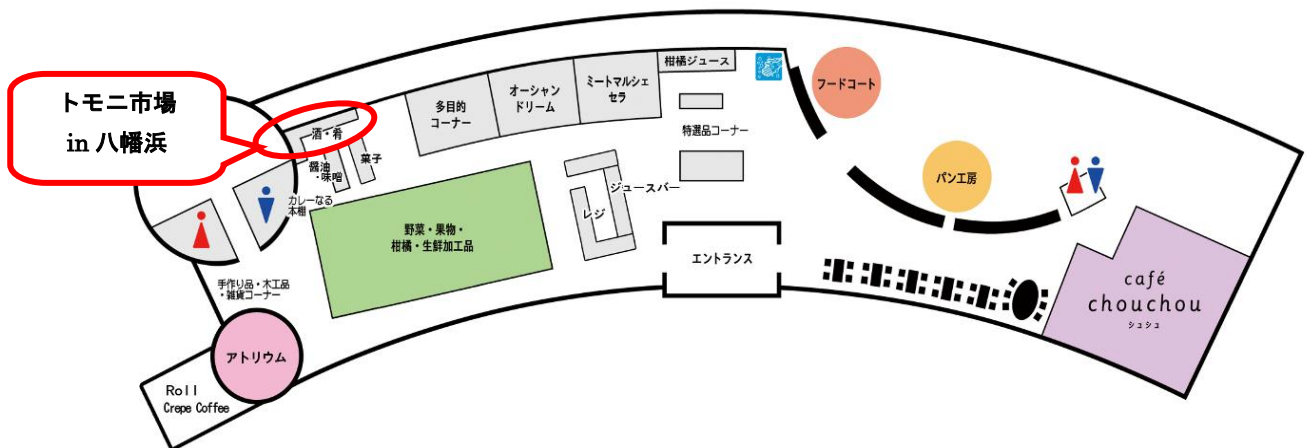 トモニ市場
in 八幡浜
酒・肴
醤油
・味噌
菓子
カレーなる
本棚
多目的
コーナー
オーシャン
ドリーム
ミートマルシェ
セラ
柑橘ジュース
特選品コーナー
フードコート
パン工房
ジュースバー
レジ
野菜・果物・
柑橘・生鮮加工品
エントランス
手作り品・木工品
・雑貨コーナー
アトリウム
Roll
Crepe Coffee
café
chouchou
シュシュ